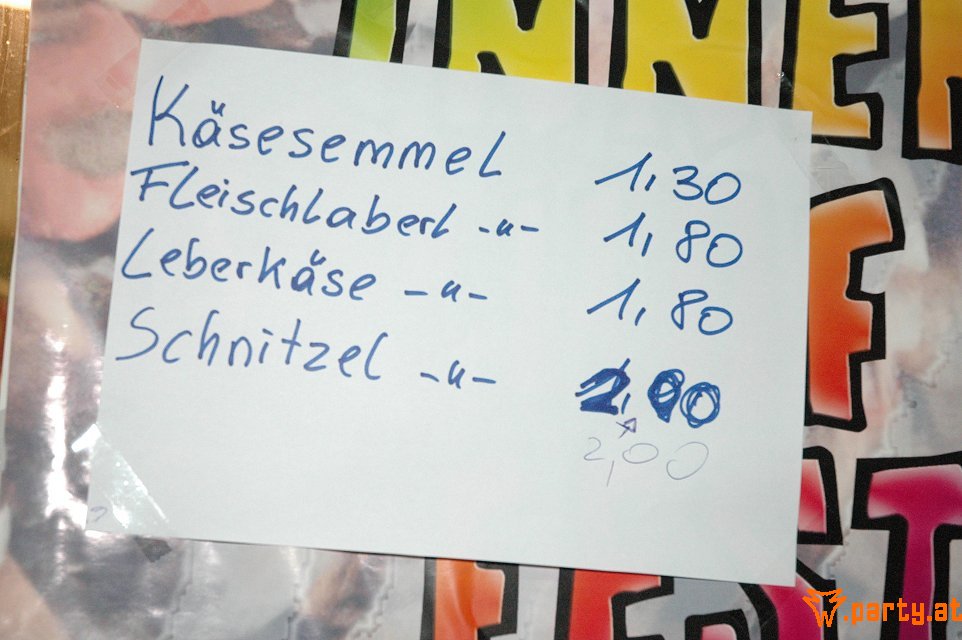 Käsesemmel 1,30
Fleischlaberl -"- 1,80
Leberkäse -"- 1,80
Schnitzel -"- 2,00
2,00
w.party.at